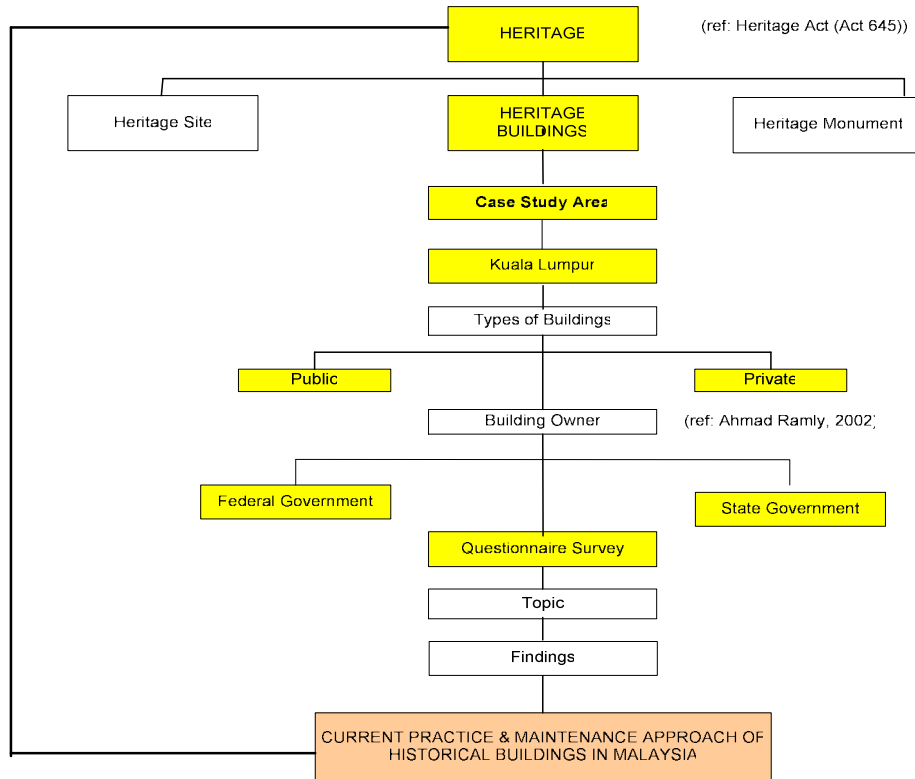 HERITAGE
(ref: Heritage Act (Act 645))
Heritage Site
HERITAGE
BUILDINGS
Heritage Monument
Case Study Area
Kuala Lumpur
Types of Buildings
Public
Private
Building Owner
(ref: Ahmad Ramly, 2002)
Federal Government
State Government
Questionnaire Survey
Topic
Findings
CURRENT PRACTICE & MAINTENANCE APPROACH OF
HISTORICAL BUILDINGS IN MALAYSIA